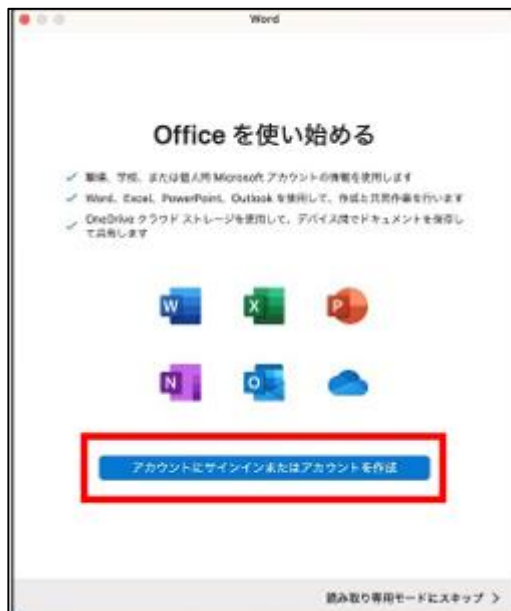 Word
Office を使い始める
✓ 職場、学校、または個人用 Microsoft アカウントの情報を使用します
✓ Word、Excel、PowerPoint、Outlook を使用して、作成と共同作業を行います
✓ OneDrive クラウド ストレージを使用して、デバイス間でドキュメントを保存し
て共有します
W X P
N O
アカウントにサインインまたはアカウントを作成
読み取り専用モードにスキップ >